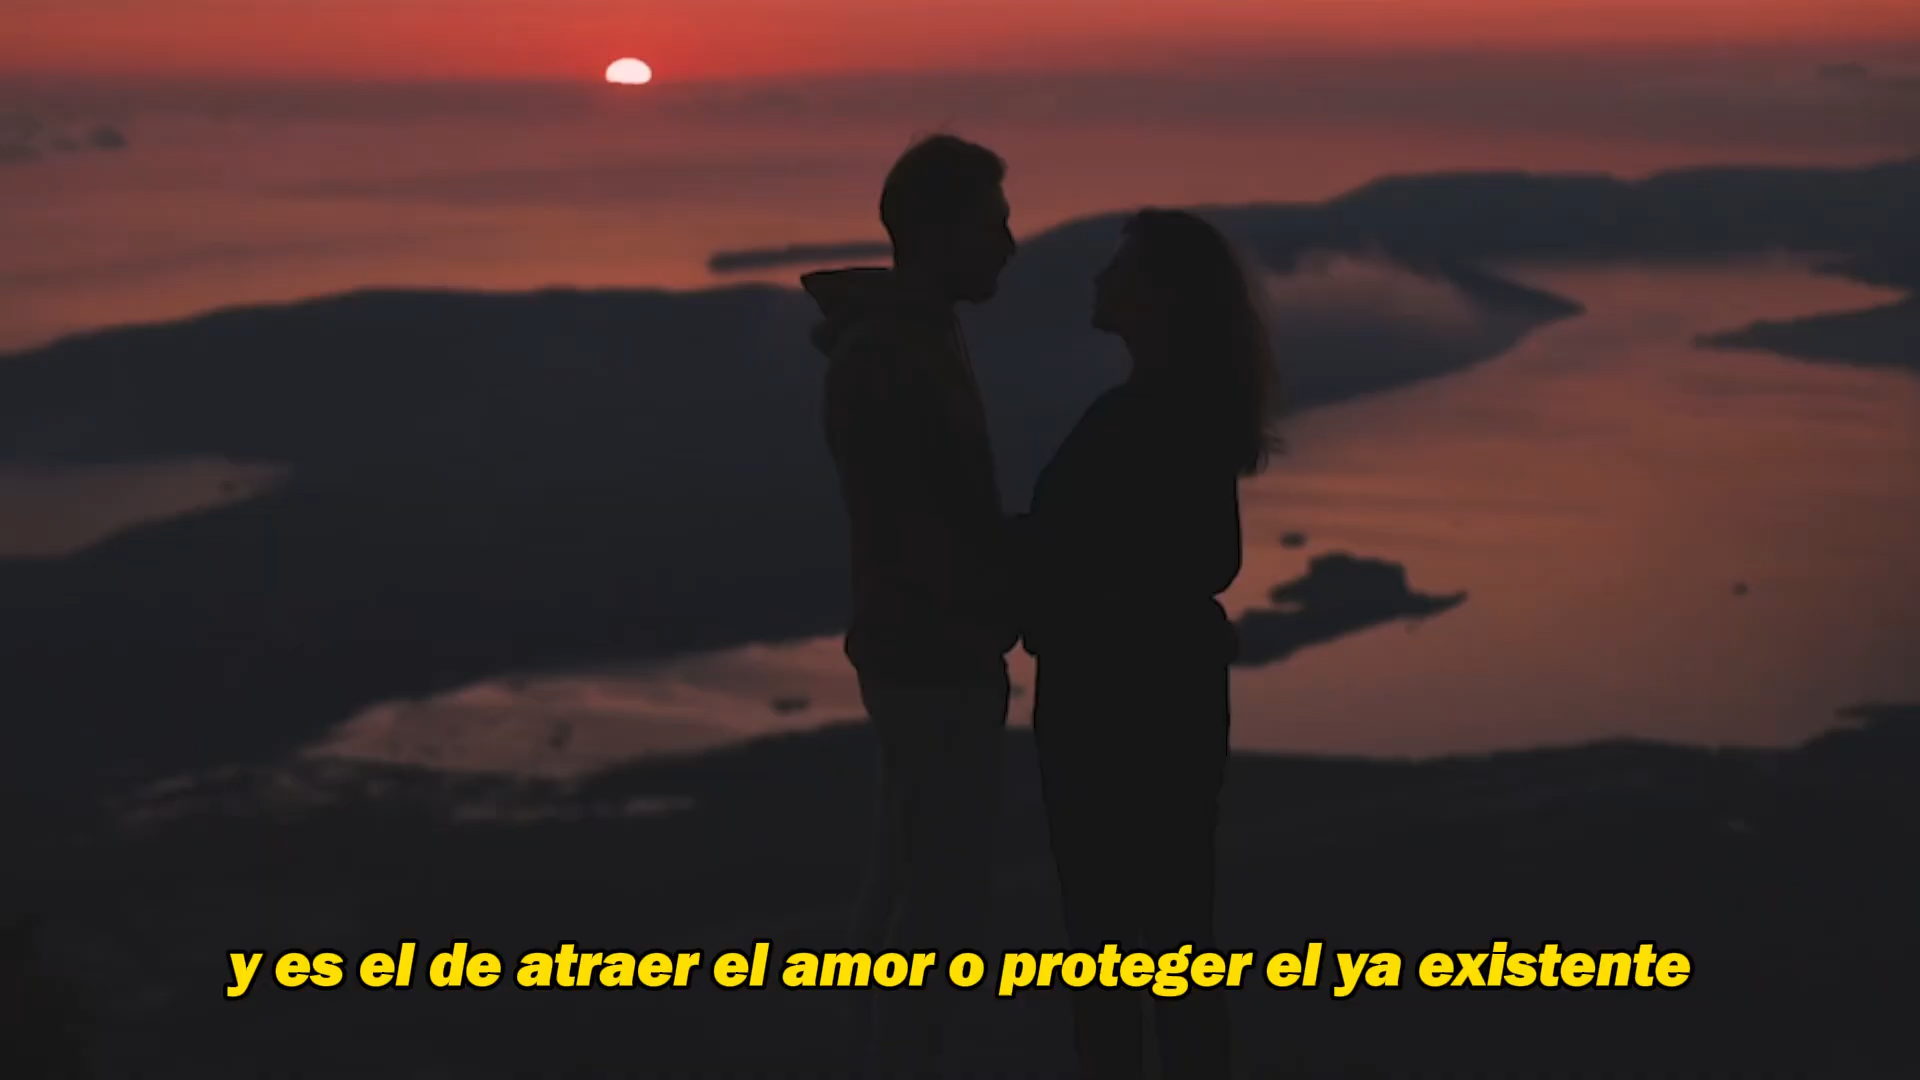 y es el de atraer el amor o proteger el ya existente